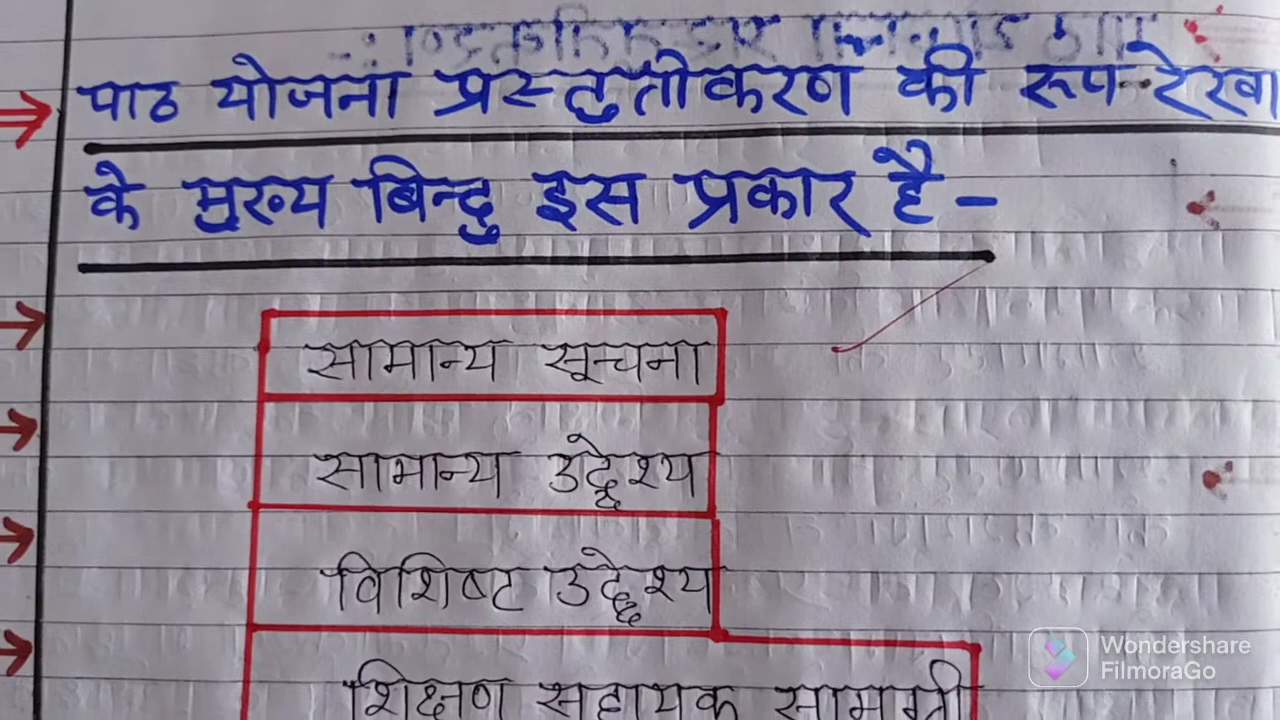 पाठ योजना प्रस्तुतीकरण की रूप रेखा
के मुख्य बिन्दु इस प्रकार है -
सामान्य सूचना
सामान्य उद्देश्य
विशिष्ट उद्देश्य
शिक्षण सहायक सामग्री
Wondershare
FilmoraGo